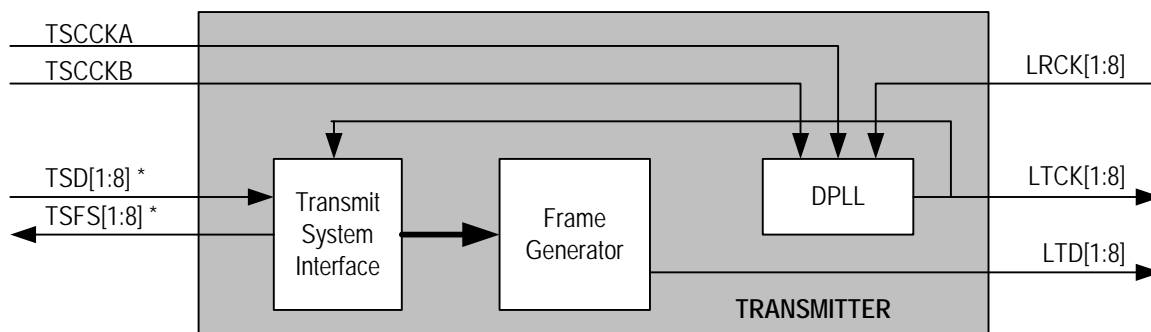 TSCCKA
TSCCKB
LRCK[1:8]
TSD[1:8] *
TSFS[1:8] *
Transmit
System
Interface
Frame
Generator
DPLL
LTCK[1:8]
LTD[1:8]
TRANSMITTER